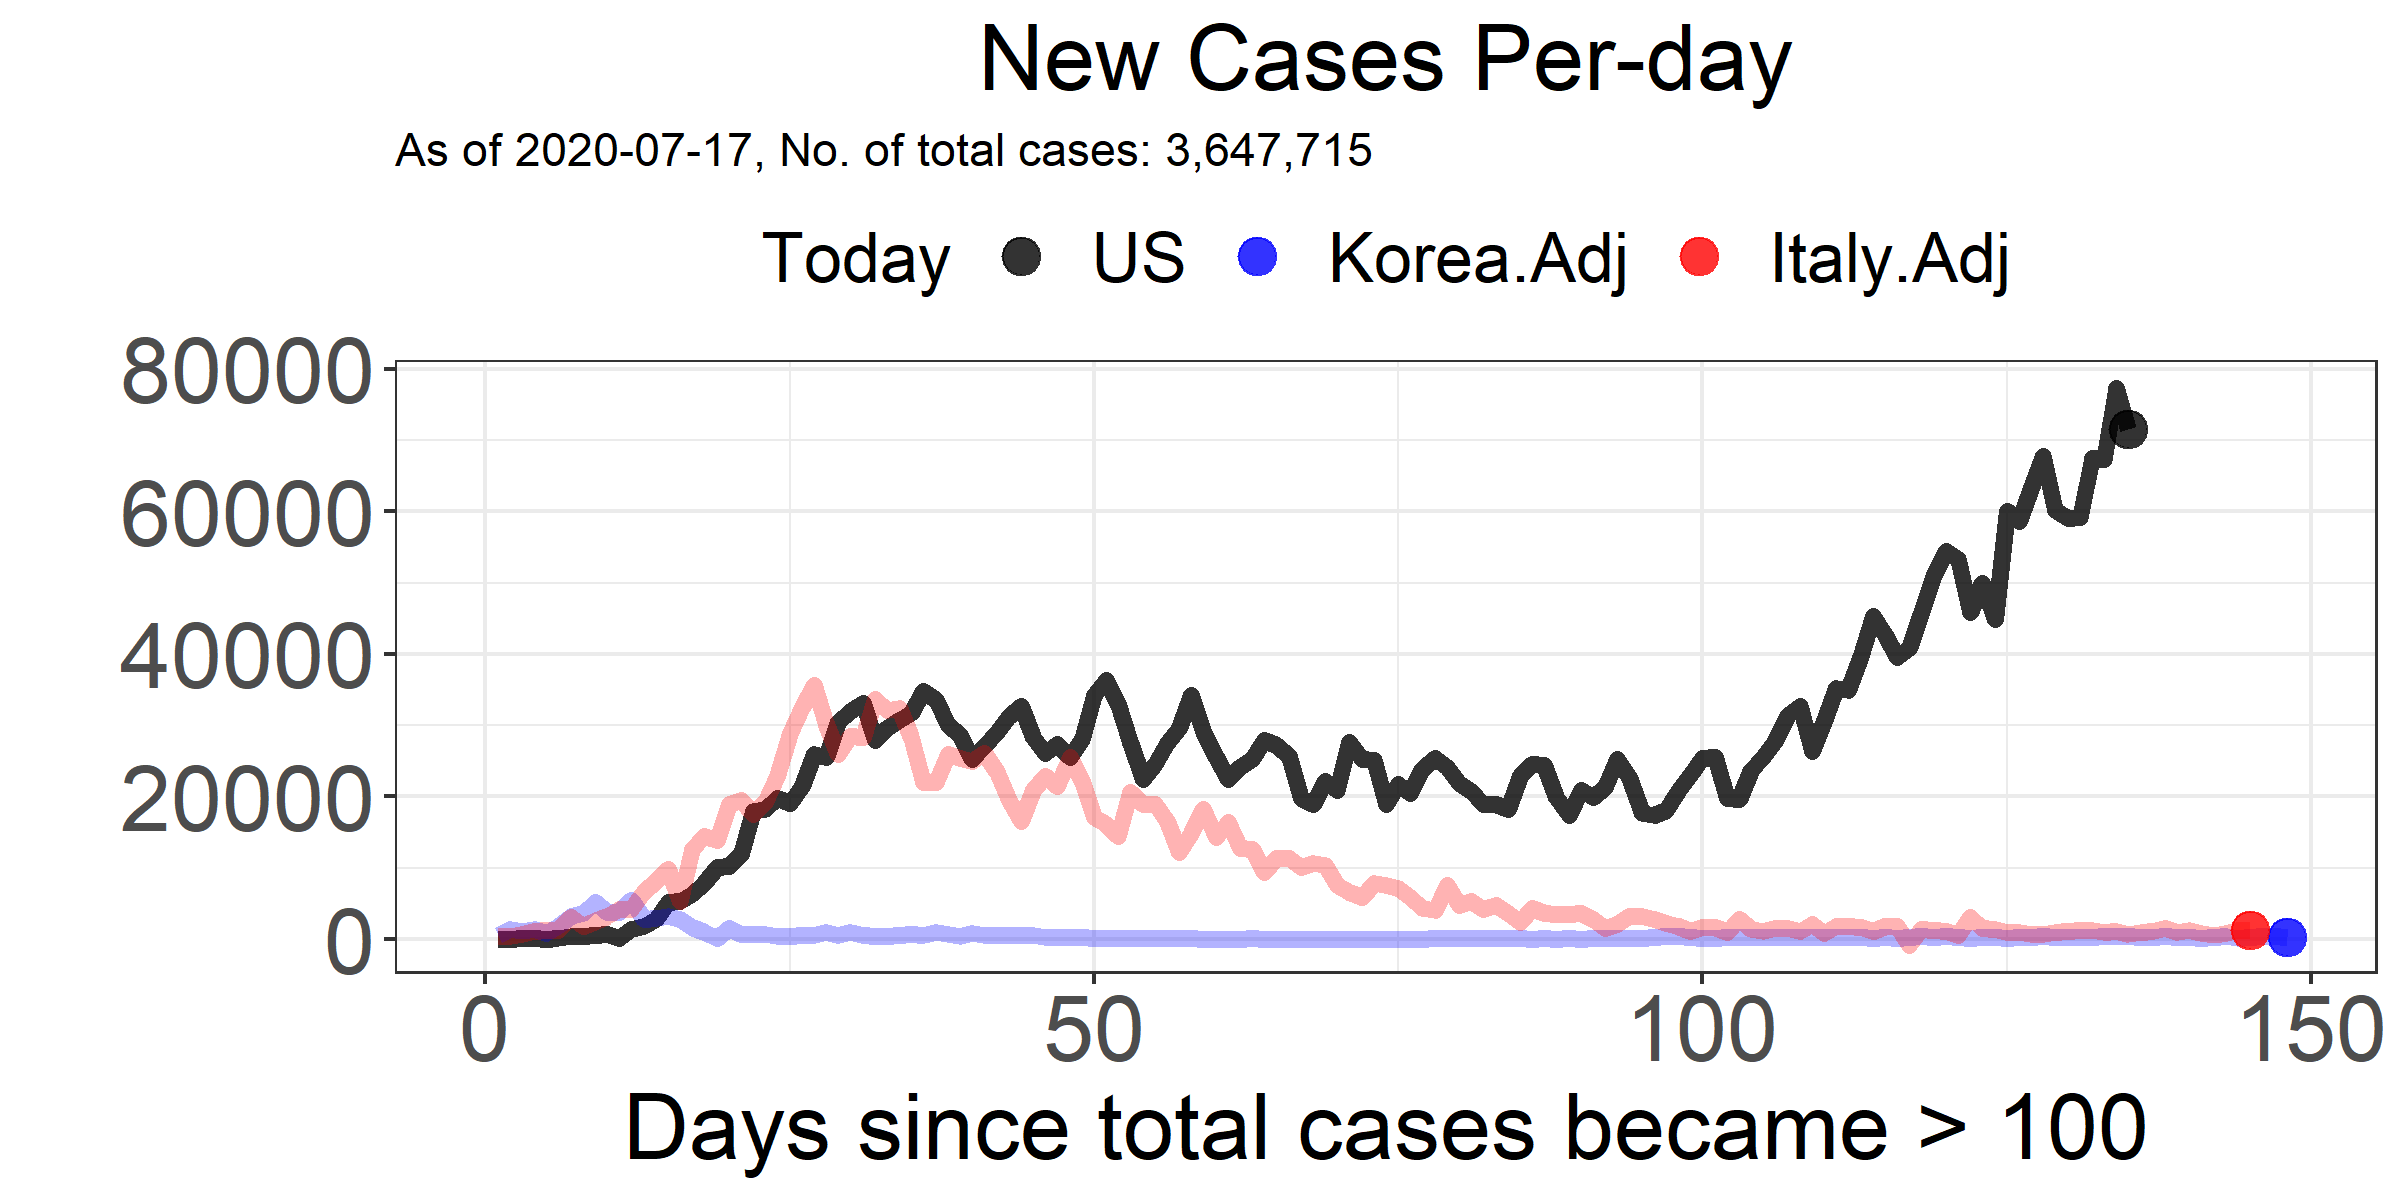 New Cases Per-day
As of 2020-07-17, No. of total cases: 3,647,715
Today US Korea.Adj Italy.Adj
80000
60000
40000
20000
0
0 50 100 150
Days since total cases became > 100